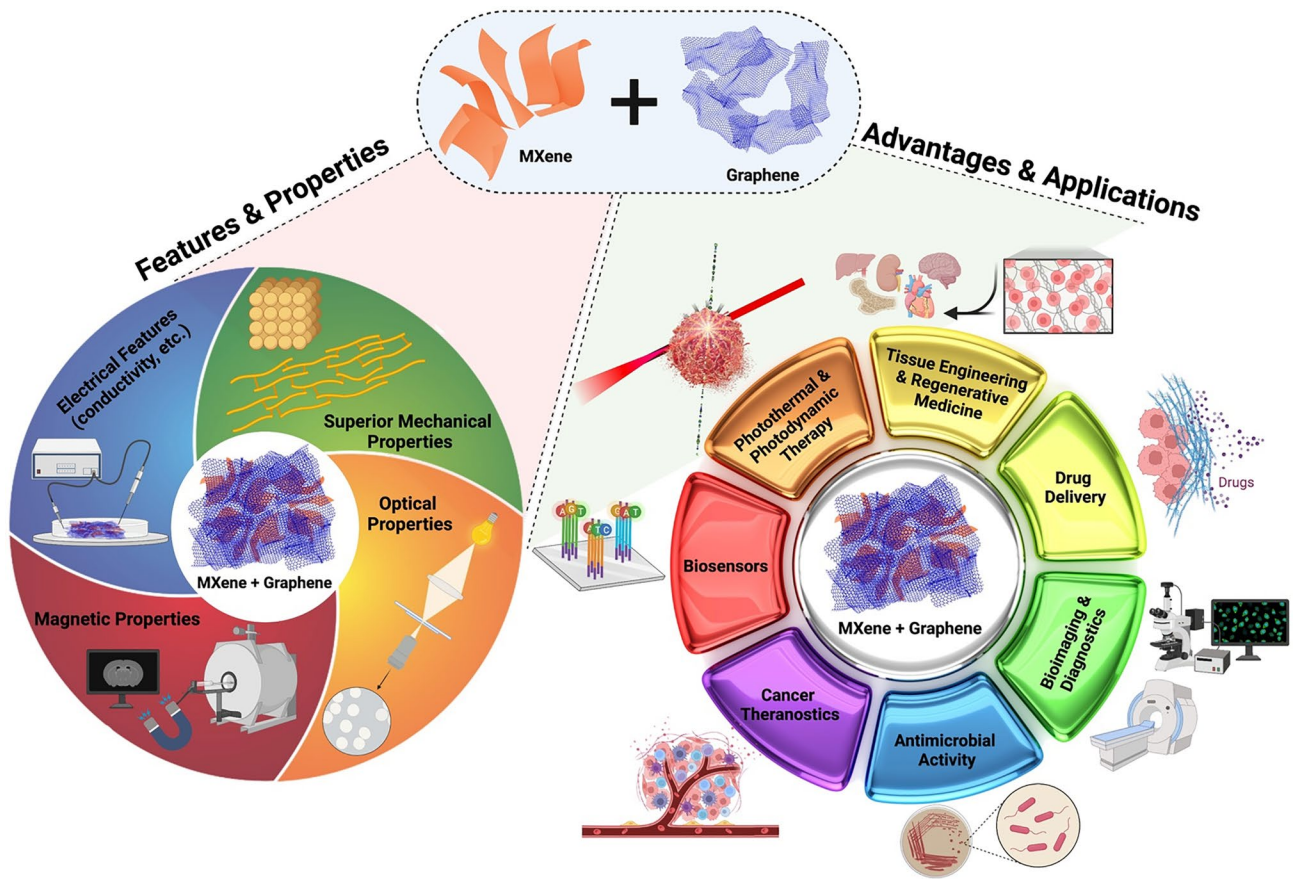 MXene
Graphene
Features & Properties
Advantages & Applications
Electrical Features
(conductivity, etc.)
Superior Mechanical
Properties
Optical
Properties
MXene + Graphene
Magnetic Properties
Photothermal &
Photodynamic
Therapy
Tissue Engineering
& Regenerative
Medicine
Drug
Delivery
Drugs
A G T
A T C
G A T
Biosensors
MXene + Graphene
Bioimaging &
Diagnostics
Cancer
Theranostics
Antimicrobial
Activity